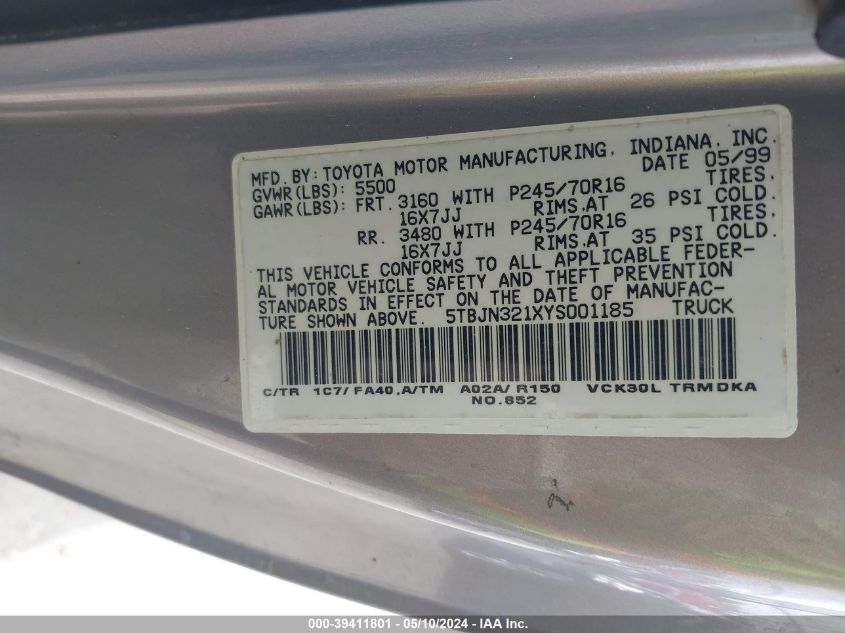 MFD. BY: TOYOTA MOTOR MANUFACTURING, INDIANA, INC.
GVWR(LBS): 5500 DATE 05/99
GAWR(LBS): FRT. 3160 WITH P245/70R16 TIRES,
16X7JJ RIMS,AT 26 PSI COLD.
RR. 3480 WITH P245/70R16 TIRES,
16X7JJ RIMS,AT 35 PSI COLD.
THIS VEHICLE CONFORMS TO ALL APPLICABLE FEDER-
AL MOTOR VEHICLE SAFETY AND THEFT PREVENTION
STANDARDS IN EFFECT ON THE DATE OF MANUFAC-
TURE SHOWN ABOVE. 5TBJN321XYS001185 TRUCK
C/TR 1C7/ FA40,A/TM A02A/ R150 VCK30L TRMDKA
NO.852
000-39411801 - 05/10/2024 - IAA Inc.